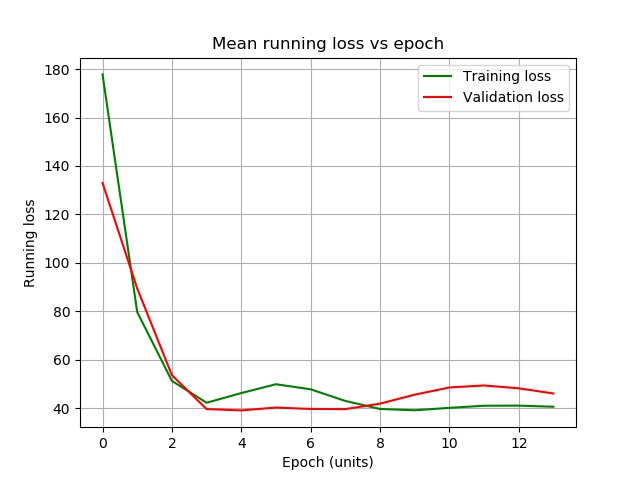 Mean running loss vs epoch
Training loss
Validation loss
Running loss
180
160
140
120
100
80
60
40
0 2 4 6 8 10 12
Epoch (units)